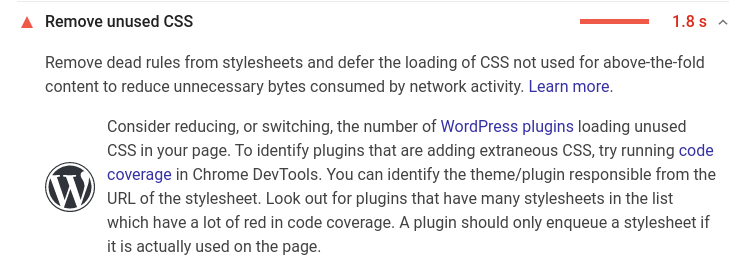 Remove unused CSS 1.8 s
Remove dead rules from stylesheets and defer the loading of CSS not used for above-the-fold
content to reduce unnecessary bytes consumed by network activity. Learn more.
Consider reducing, or switching, the number of WordPress plugins loading unused
CSS in your page. To identify plugins that are adding extraneous CSS, try running code
coverage in Chrome DevTools. You can identify the theme/plugin responsible from the
URL of the stylesheet. Look out for plugins that have many stylesheets in the list
which have a lot of red in code coverage. A plugin should only enqueue a stylesheet if
it is actually used on the page.